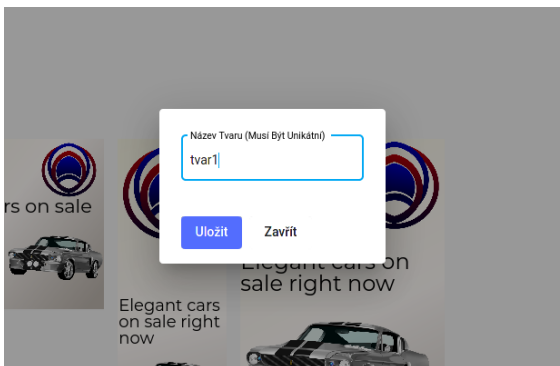 Název Tvaru (Musí Být Unikátní)
tvar1
Uložit
Zavřít
rs on sale
Elegant cars
on sale right
now
Elegant cars on
sale right now